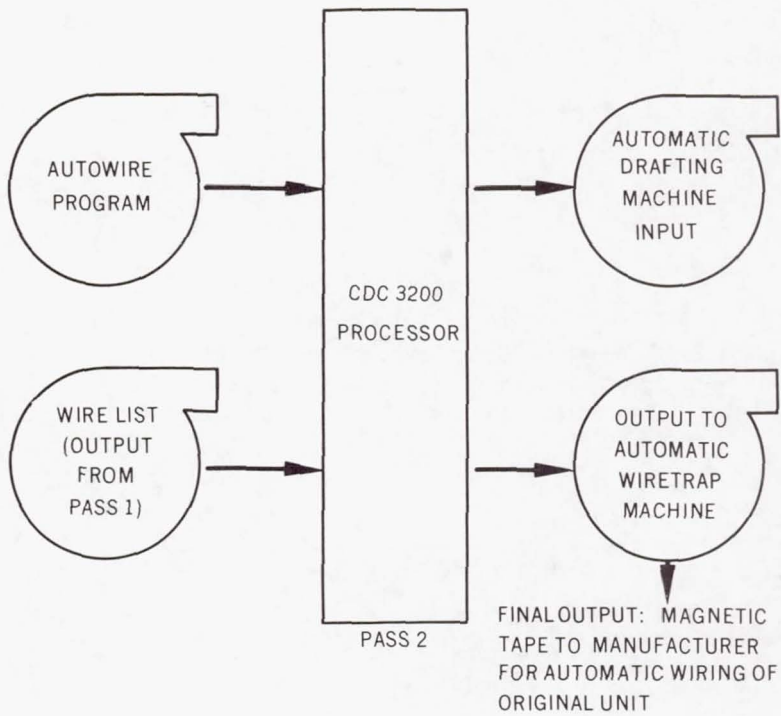 AUTOWIRE
PROGRAM
WIRE LIST
(OUTPUT
FROM
PASS 1)
CDC 3200
PROCESSOR
PASS 2
AUTOMATIC
DRAFTING
MACHINE
INPUT
OUTPUT TO
AUTOMATIC
WIRETRAP
MACHINE
FINAL OUTPUT: MAGNETIC
TAPE TO MANUFACTURER
FOR AUTOMATIC WIRING OF
ORIGINAL UNIT